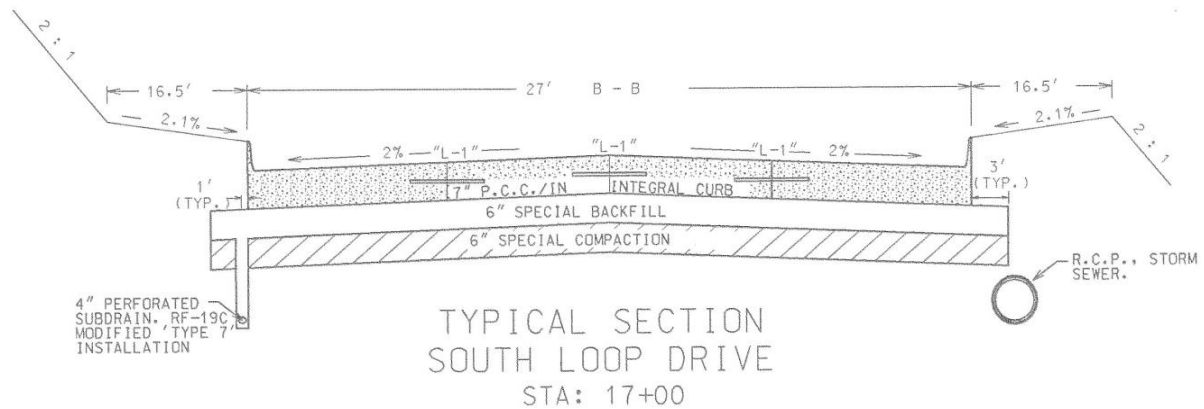 2 : 1
16.5'
27' B - B
16.5'
2.1%
2.1%
2 : 1
2% "L-1" "L-1" "L-1" 2%
1'
(TYP.)
3'
(TYP.)
7" P.C.C./IN INTEGRAL CURB
6" SPECIAL BACKFILL
6" SPECIAL COMPACTION
R.C.P., STORM
SEWER.
4" PERFORATED
SUBDRAIN. RF-19C
MODIFIED 'TYPE 7'
INSTALLATION
TYPICAL SECTION
SOUTH LOOP DRIVE
STA: 17+00